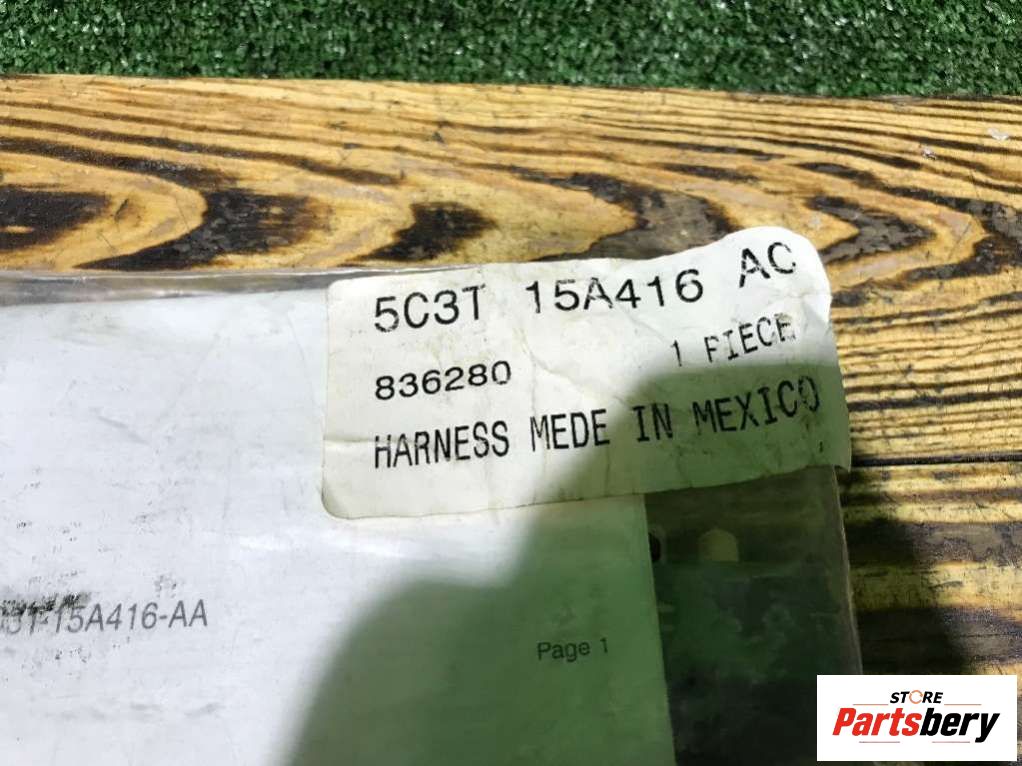 5C3T 15A416 AC
836280 1 PIECE
HARNESS MEDE IN MEXICO
15A416-AA
Page 1
STORE
Partsbery